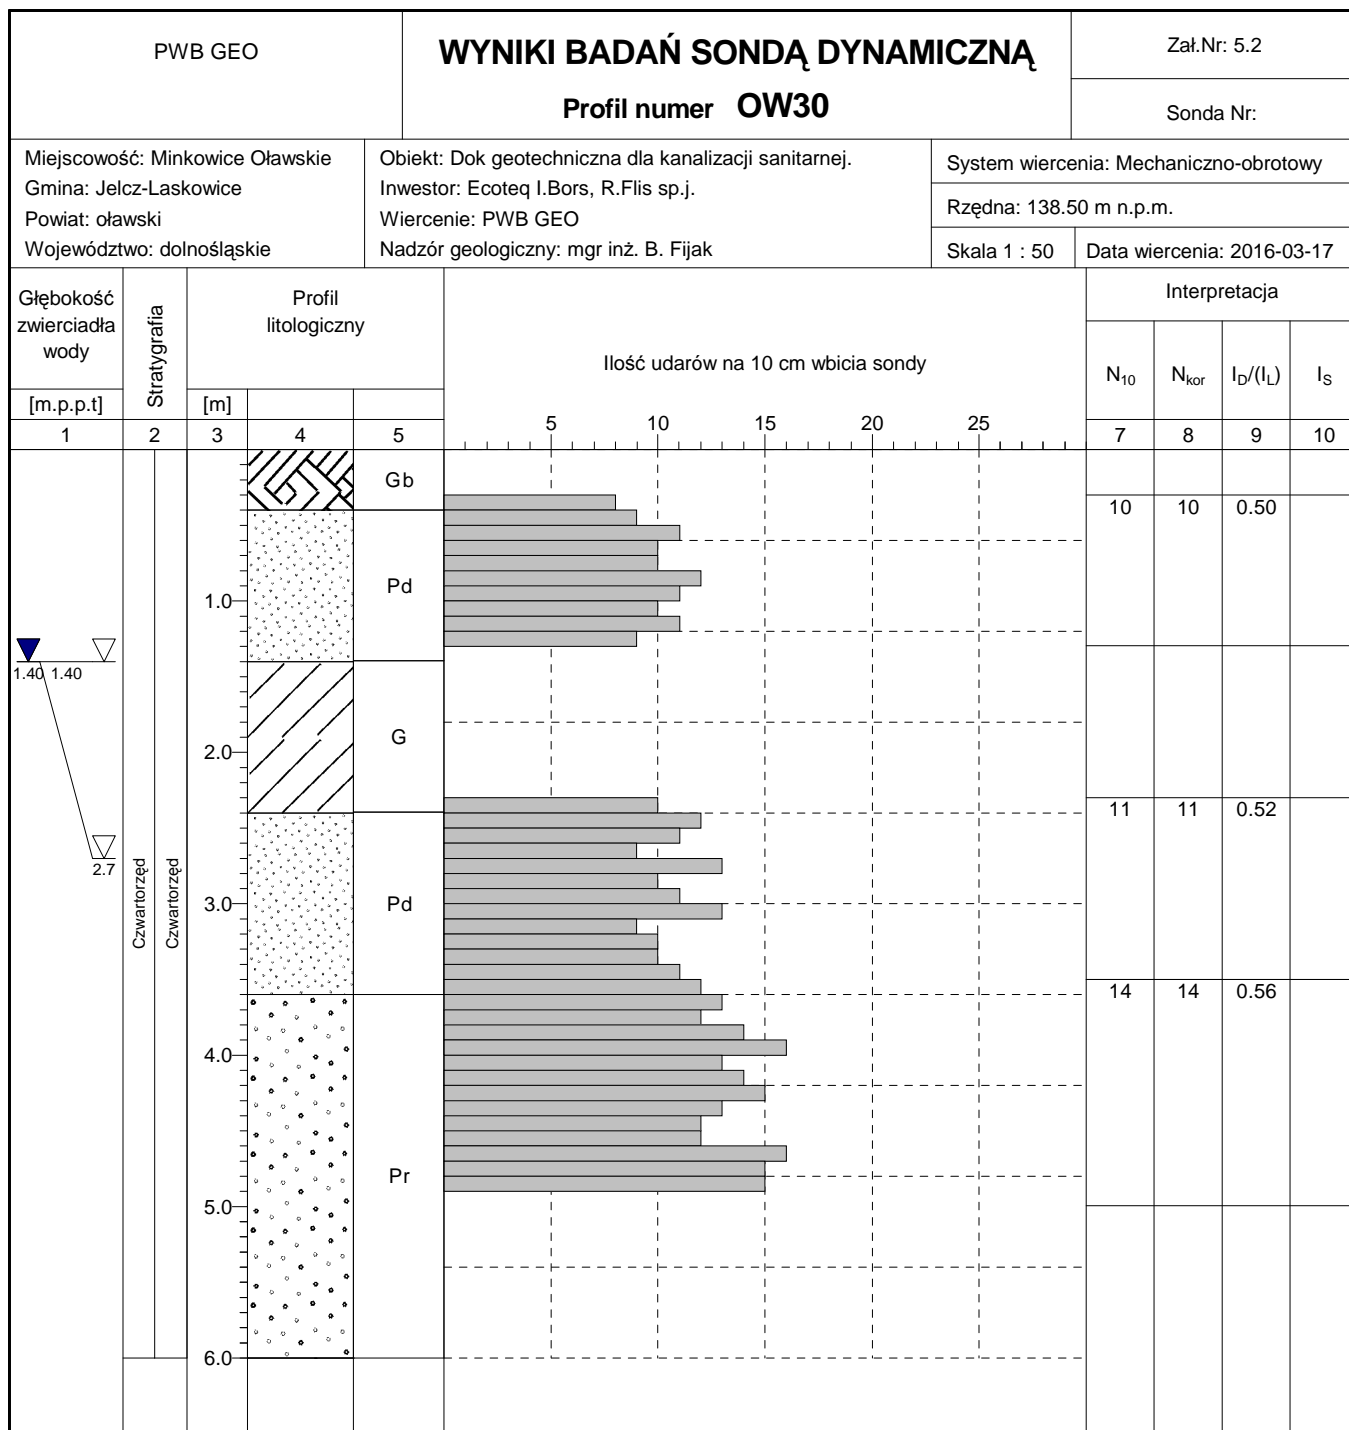 PWB GEO
WYNIKI BADAŃ SONDĄ DYNAMICZNĄ
Profil numer OW30
Zał.Nr: 5.2
Sonda Nr:
Miejscowość: Minkowice Oławskie
Gmina: Jelcz-Laskowice
Powiat: oławski
Województwo: dolnośląskie
Obiekt: Dok geotechniczna dla kanalizacji sanitarnej.
Inwestor: Ecoteq I.Bors, R.Flis sp.j.
Wiercenie: PWB GEO
Nadzór geologiczny: mgr inż. B. Fijak
System wiercenia: Mechaniczno-obrotowy
Rzędna: 138.50 m n.p.m.
Skala 1 : 50
Data wiercenia: 2016-03-17
Głębokość
zwierciadła
wody
[m.p.p.t]
Stratygrafia
Profil
litologiczny
[m]
Ilość udarów na 10 cm wbicia sondy
Interpretacja
N10 Nkor ID/(IL) IS
5 10 15 20 25
1 2 3 4 5 7 8 9 10
Gb
10 10 0.50
Pd
1.0
1.40 1.40
G
2.0
11 11 0.52
2.7
Czwartorzęd
Czwartorzęd
3.0
Pd
14 14 0.56
4.0
Pr
5.0
6.0